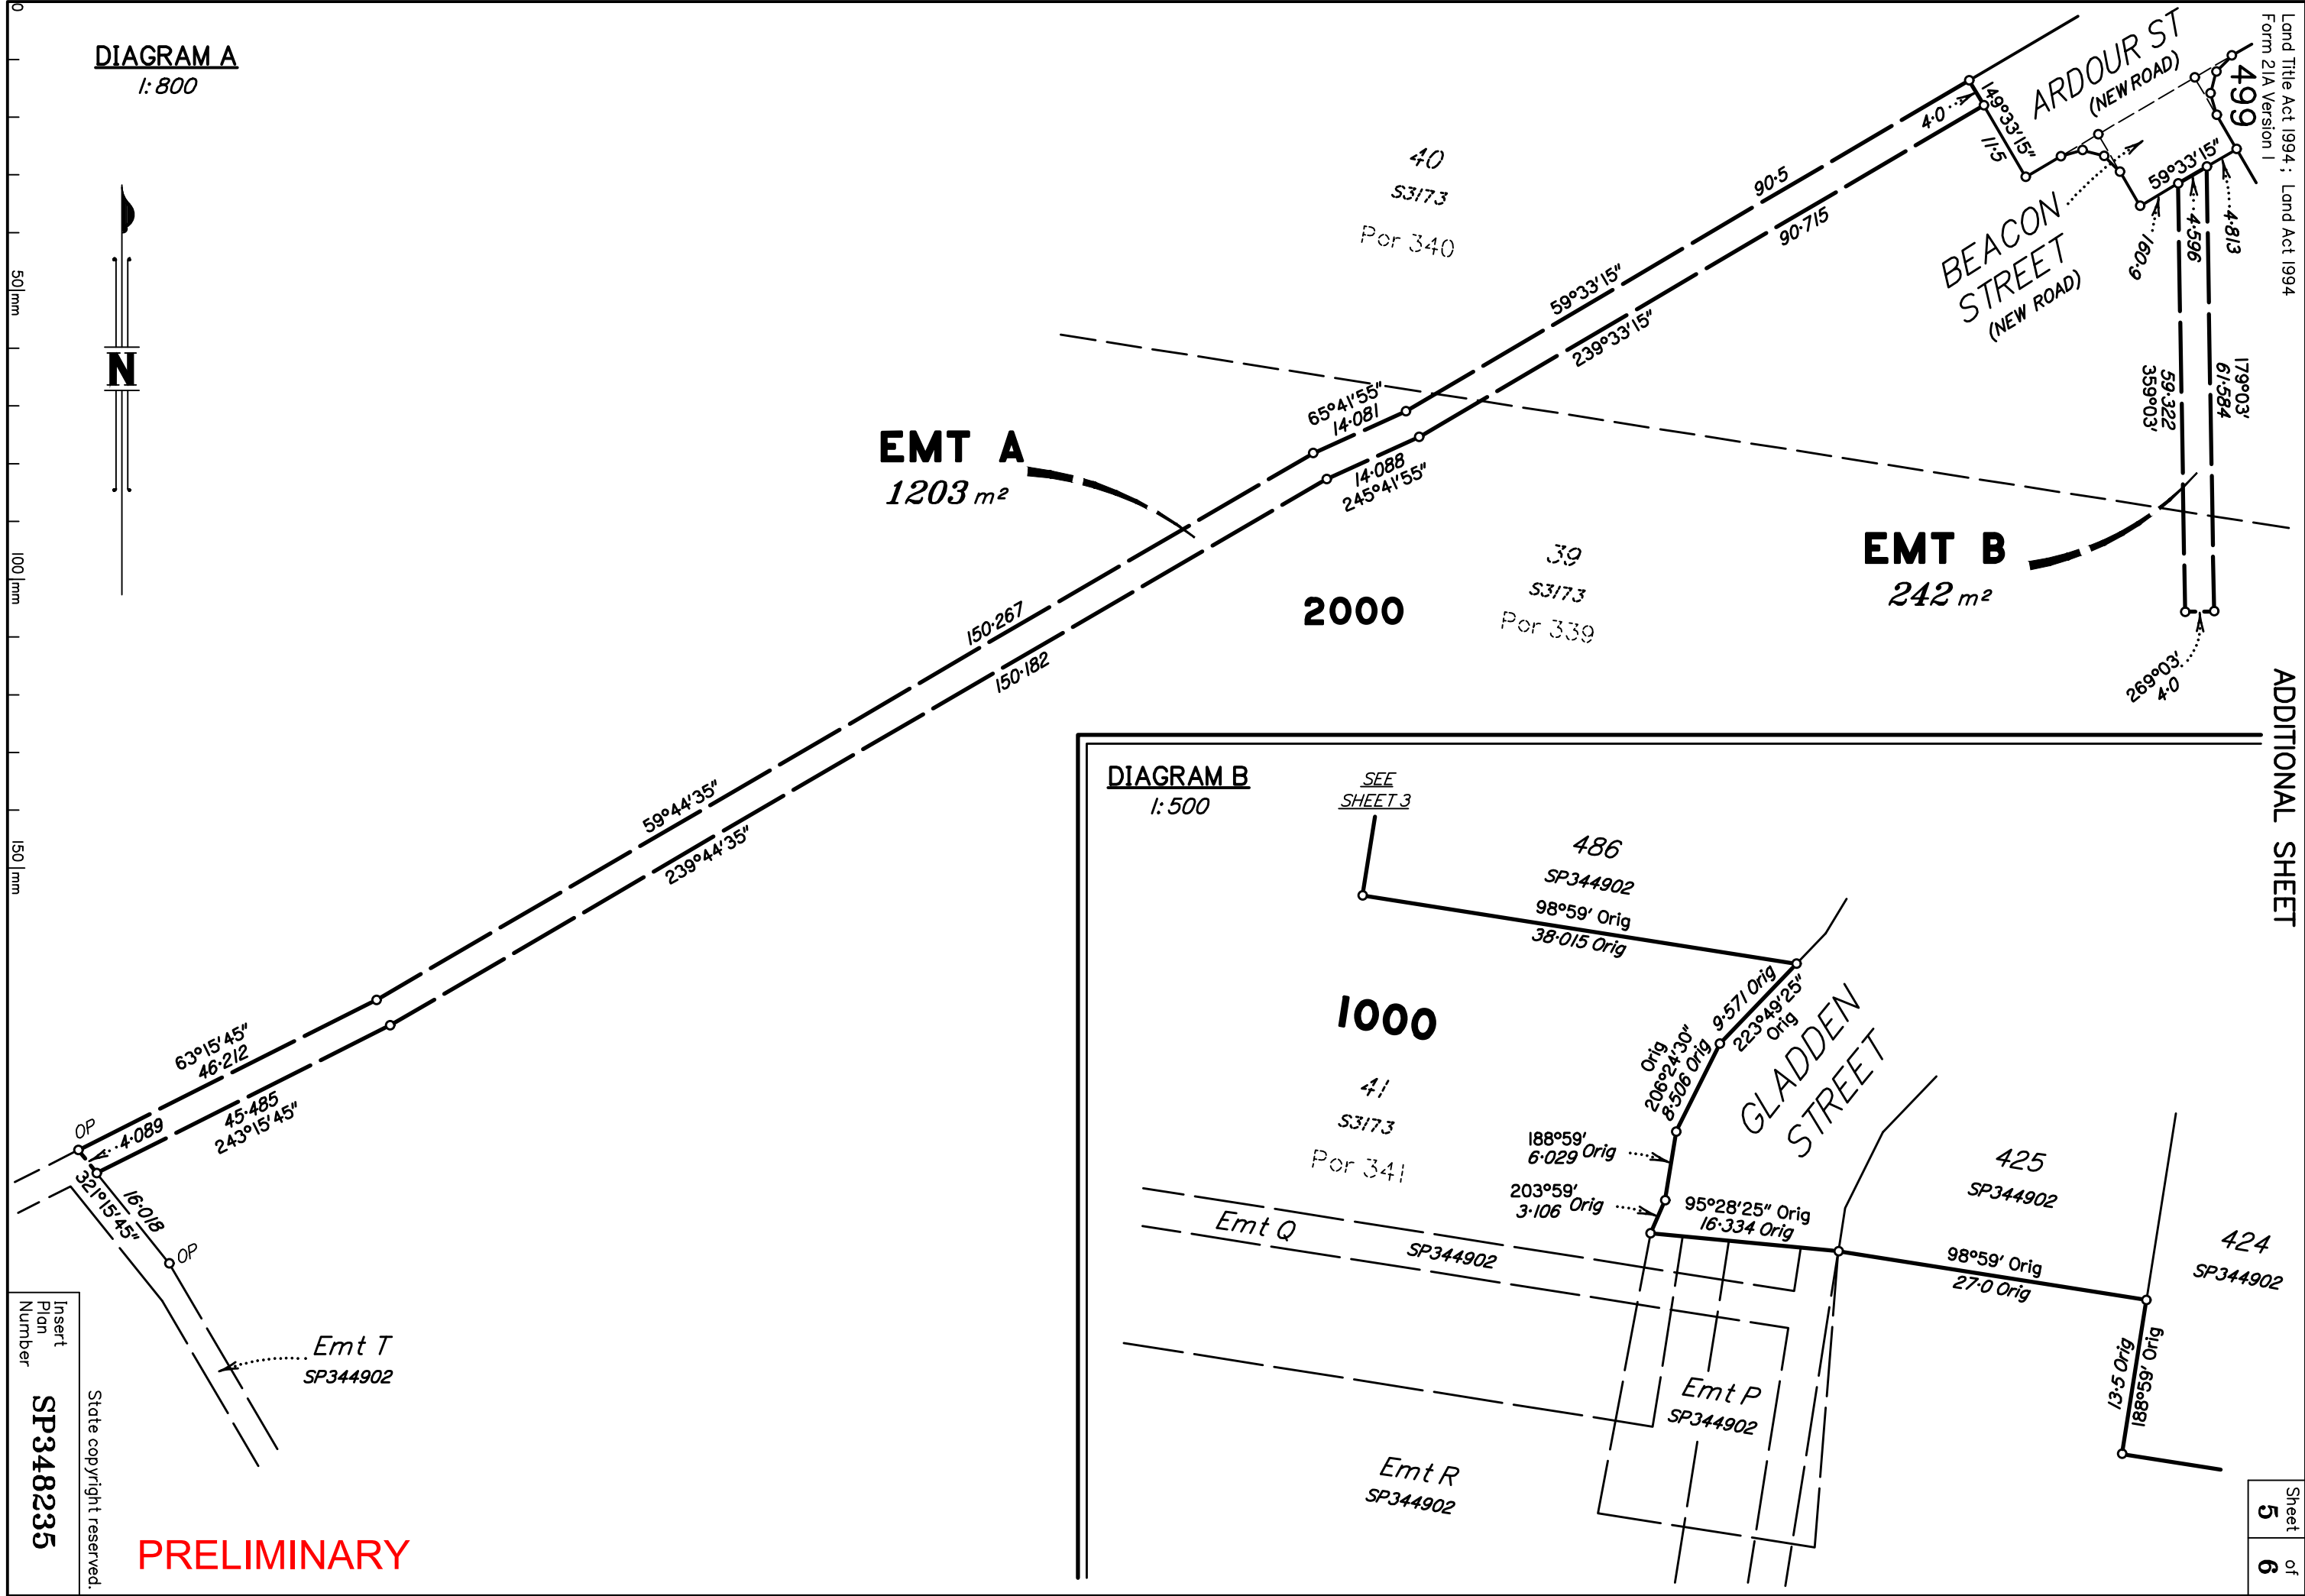 Land Title Act 1994 ; Land Act 1994
Form 21A Version 1
ADDITIONAL SHEET
Sheet
5
of
6
DIAGRAM A
1:800
0
50 mm
100 mm
150 mm
N
40
S3173
Por 340
ARDOUR ST
(NEW ROAD)
499
BEACON
STREET
(NEW ROAD)
149°33'15"
4·0
11·5
59°33'15"
4·813
4·596
6·091
90·5
90·715
59°33'15"
239°33'15"
179°03'
61·584
59·322
359°03'
65°41'55"
14·081
14·088
245°41'55"
EMT A
1203 m²
EMT B
242 m²
269°03'
4·0
39
S3173
Por 339
2000
150·267
150·182
59°44'35"
239°44'35"
63°15'45"
46·212
45·485
243°15'45"
OP
4·089
321°15'45"
16·018
OP
Emt T
SP344902
DIAGRAM B
1:500
SEE
SHEET 3
486
SP344902
98°59' Orig
38·015 Orig
1000
9·571 Orig
223°49'25"
Orig
GLADDEN
STREET
Orig
206°24'30"
8·506 Orig
41
S3173
Por 341
188°59'
6·029 Orig
203°59'
3·106 Orig
95°28'25" Orig
16·334 Orig
425
SP344902
424
SP344902
Emt Q
SP344902
98°59' Orig
27·0 Orig
13·5 Orig
188°59' Orig
Emt P
SP344902
Emt R
SP344902
Insert
Plan
Number
SP348235
State copyright reserved.
PRELIMINARY